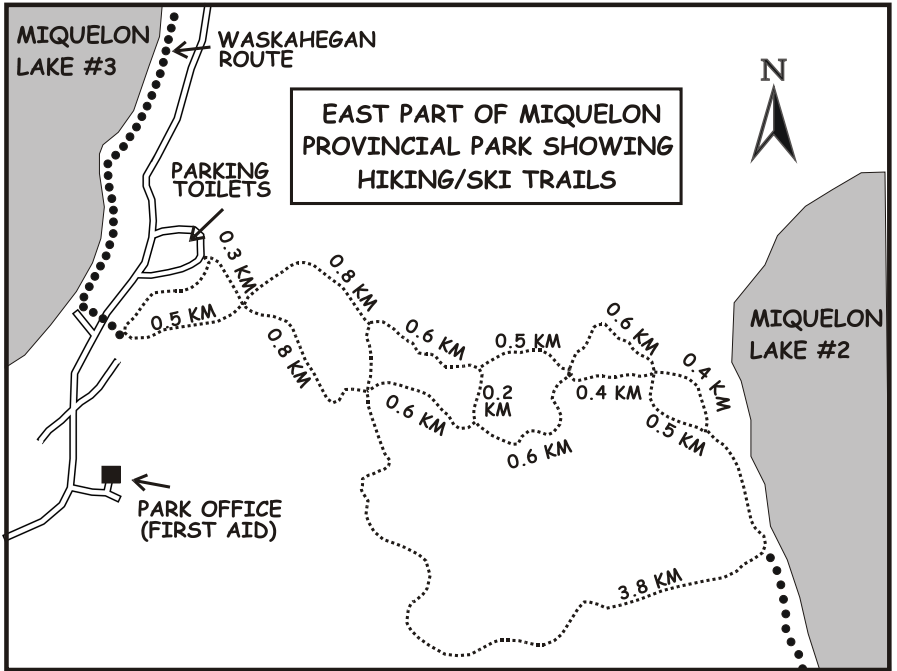 MIQUELON
LAKE #3
WASKAHEGAN
ROUTE
N
EAST PART OF MIQUELON
PROVINCIAL PARK SHOWING
HIKING/SKI TRAILS
PARKING
TOILETS
0.3 KM
0.8 KM
0.5 KM
0.8 KM
0.6 KM
0.5 KM
0.6 KM
MIQUELON
LAKE #2
0.4 KM
0.2
KM
0.4 KM
0.6 KM
0.5 KM
0.6 KM
PARK OFFICE
(FIRST AID)
3.8 KM